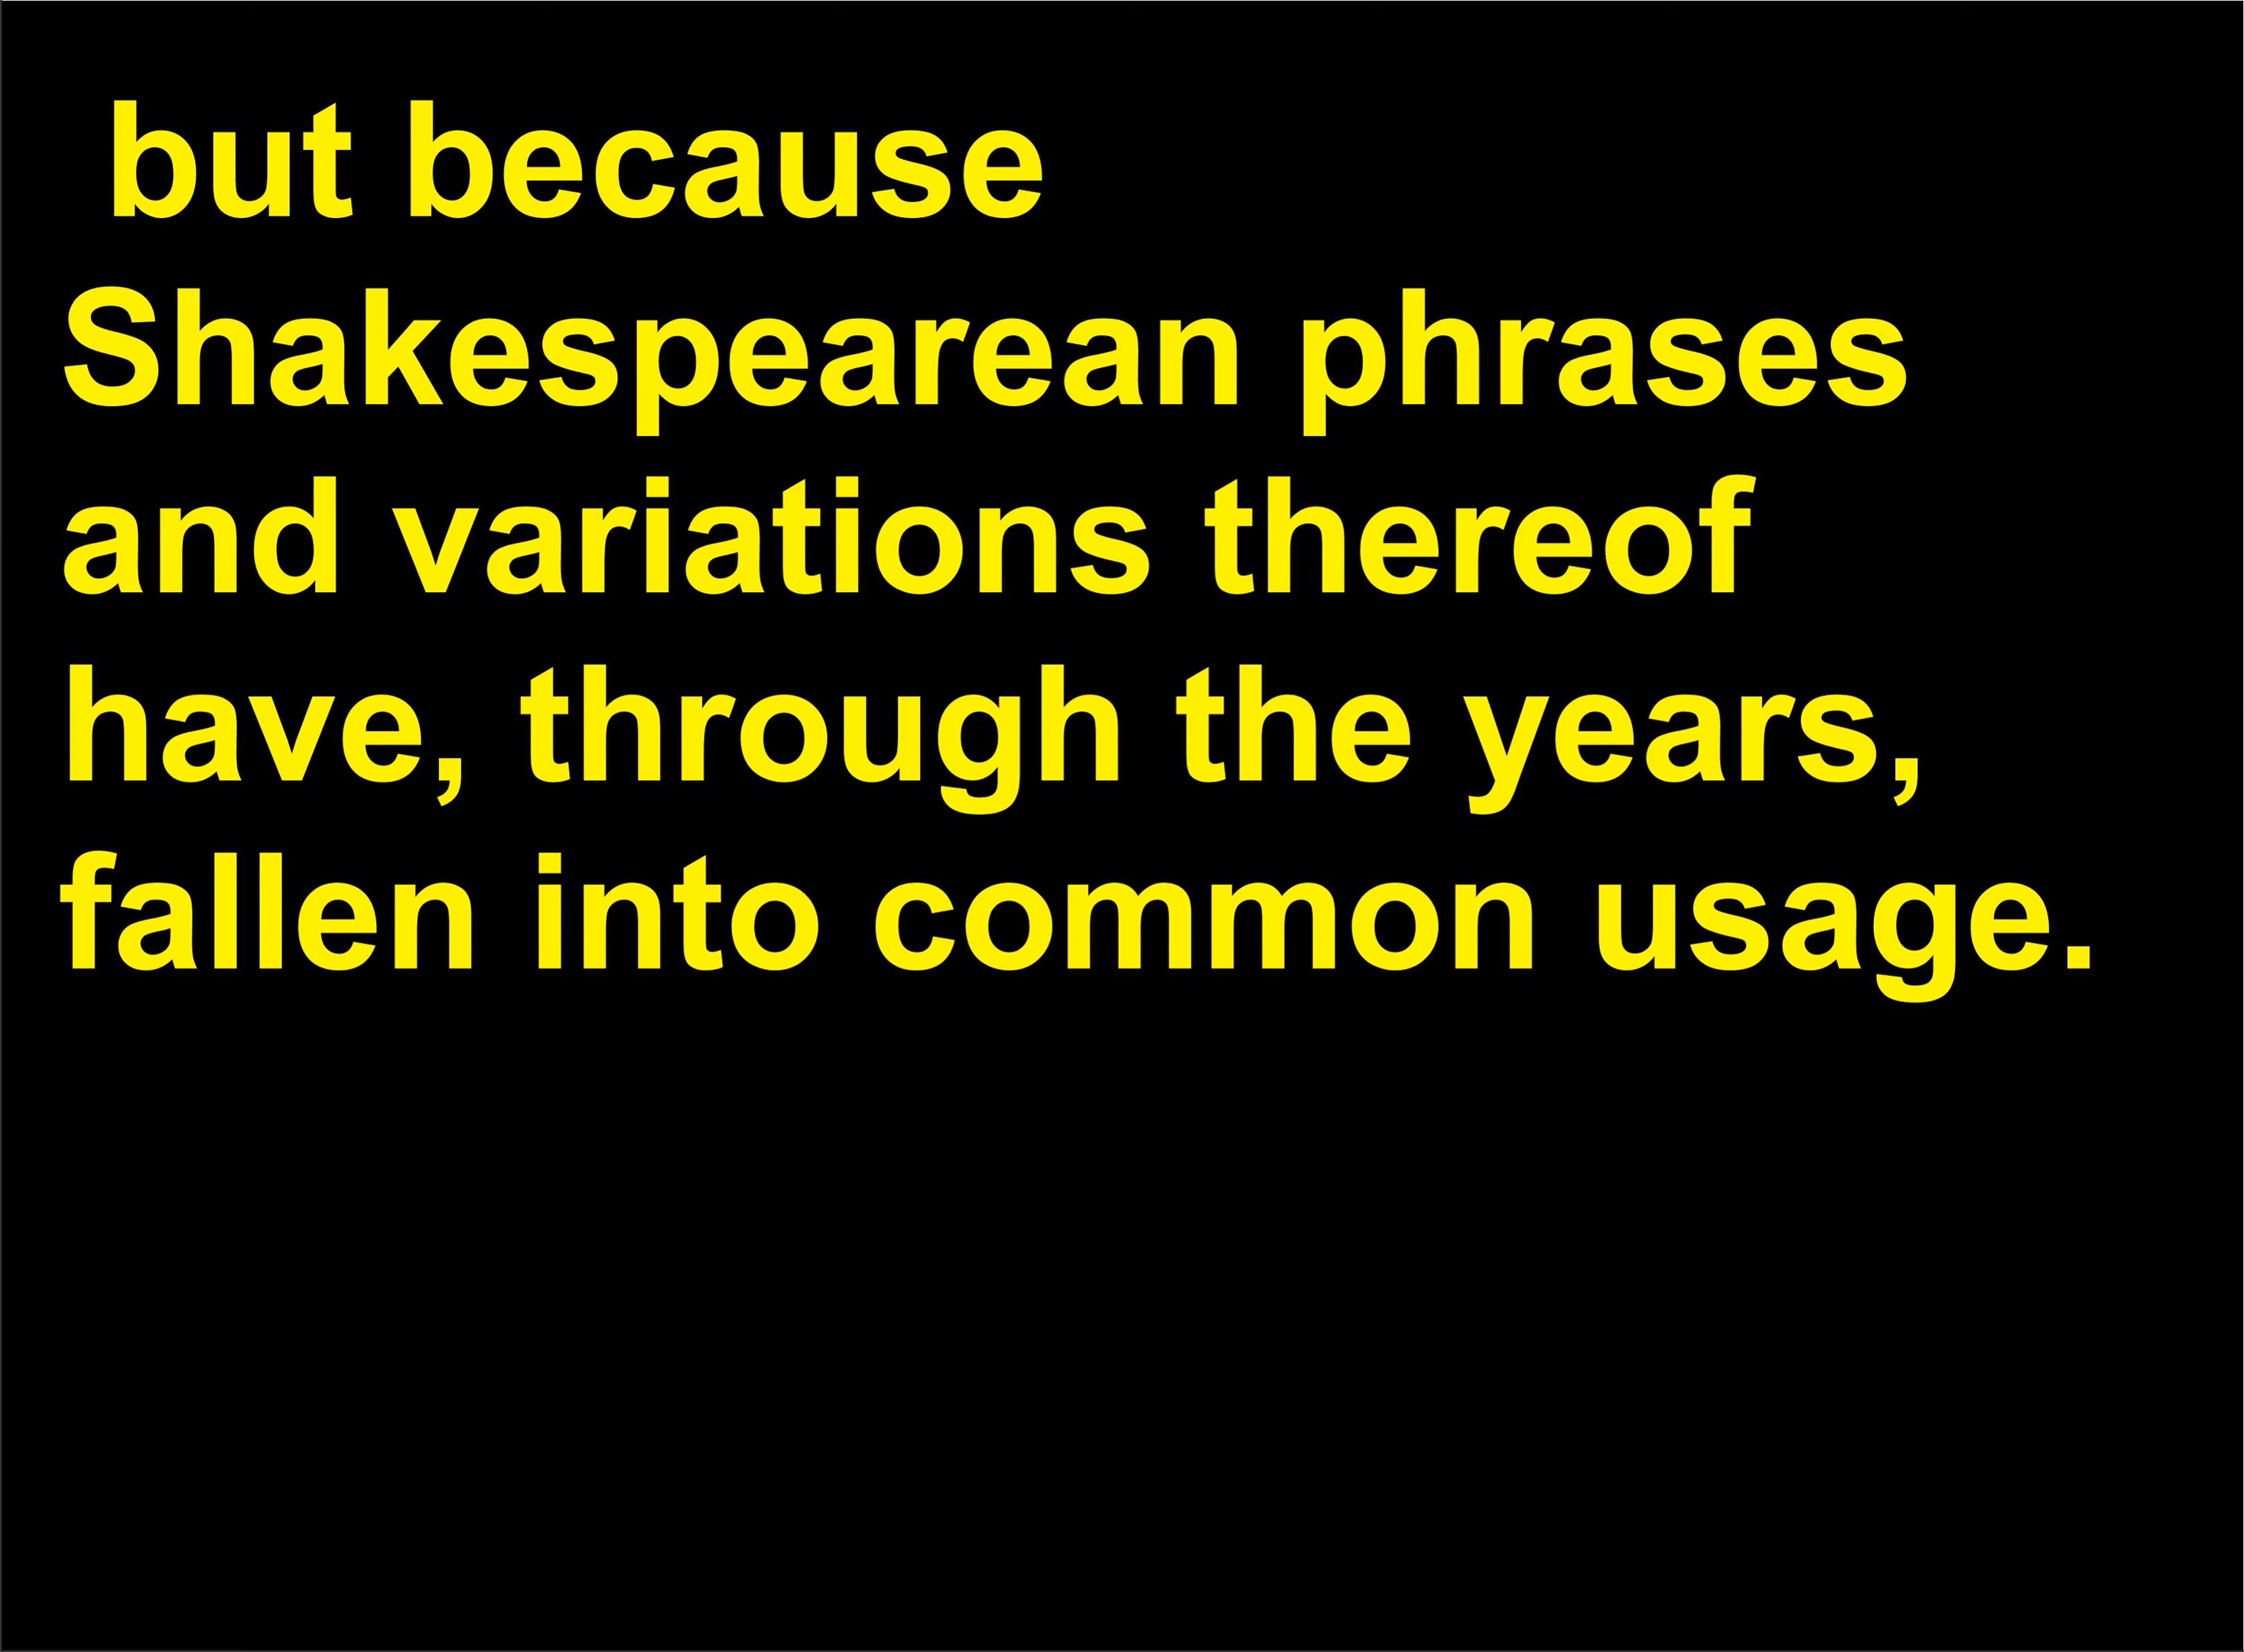 but because
Shakespearean phrases
and variations thereof
have, through the years,
fallen into common usage.